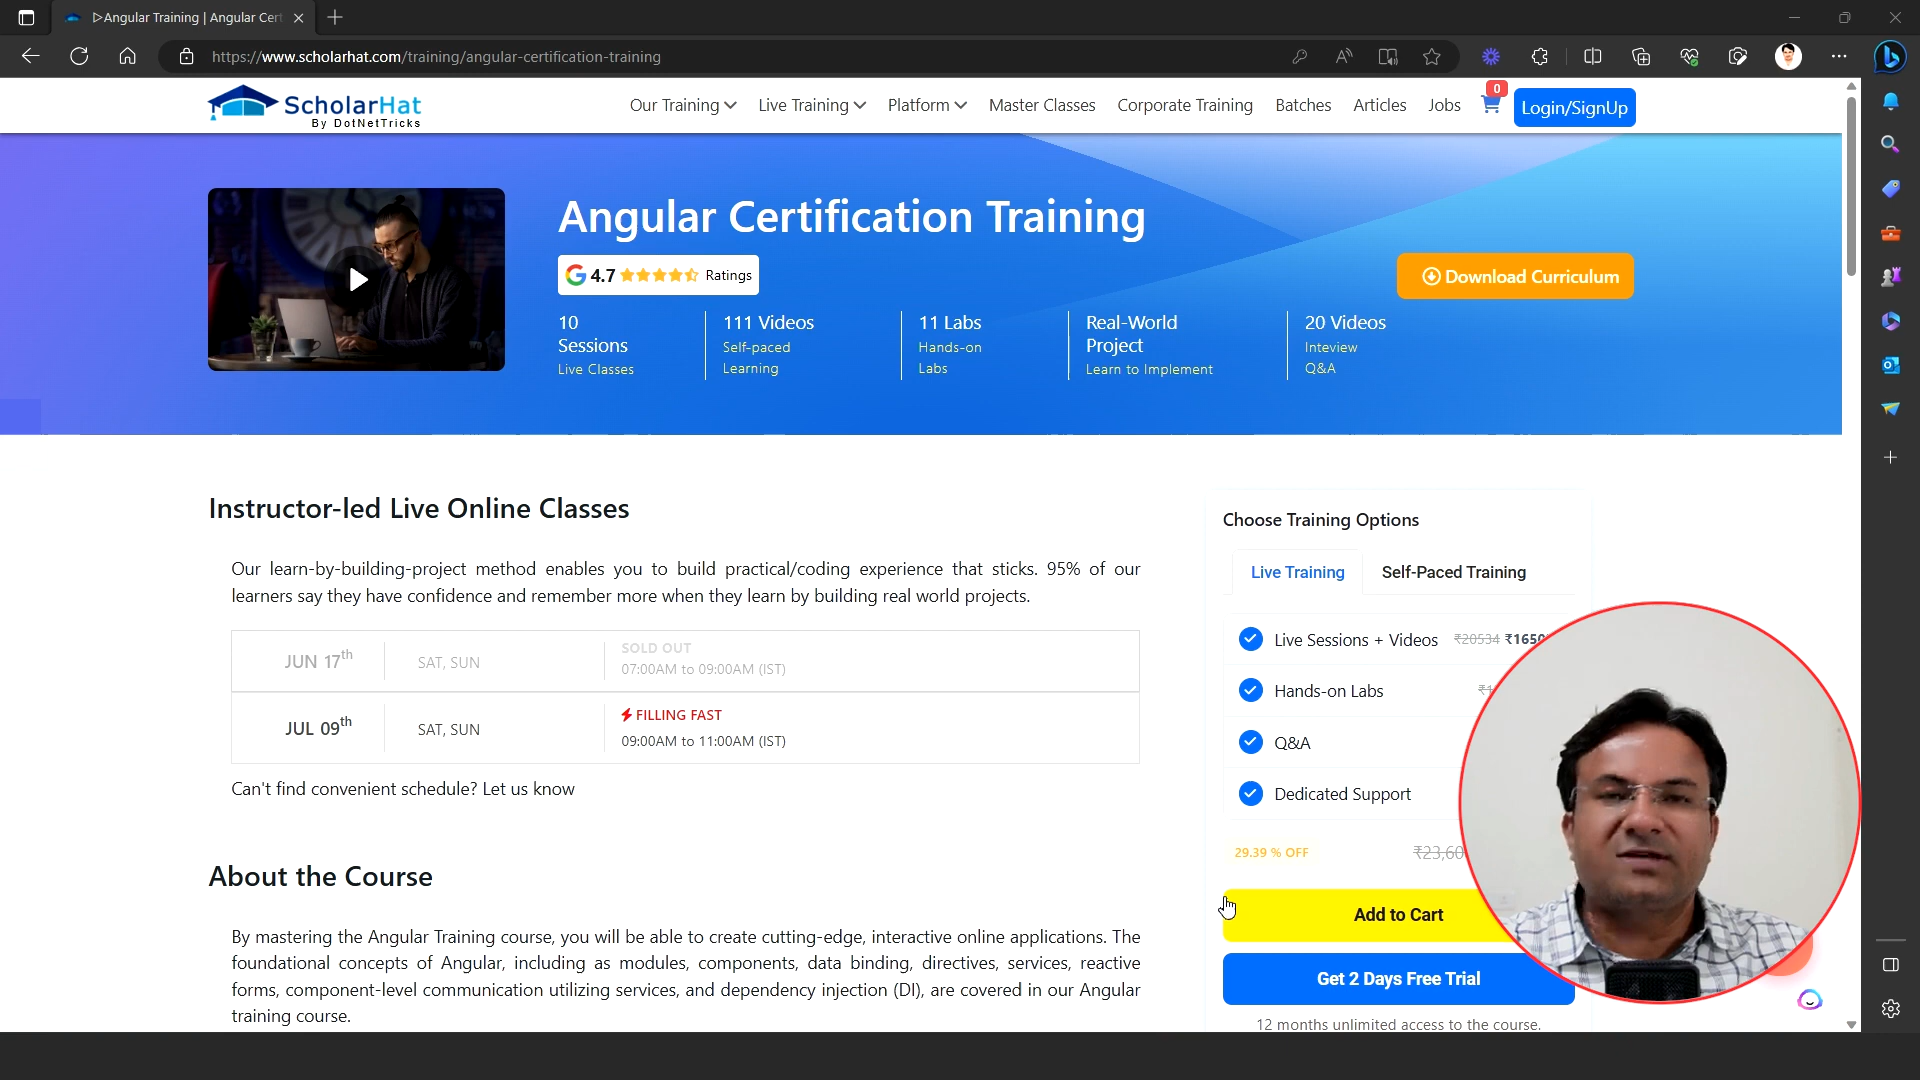 ▷Angular Training | Angular Cert
https://www.scholarhat.com/training/angular-certification-training
ScholarHat
By DotNetTricks
Our Training
Live Training
Platform
Master Classes
Corporate Training
Batches
Articles
Jobs
0
Login/SignUp
Angular Certification Training
4.7 Ratings
Download Curriculum
10
Sessions
Live Classes
111 Videos
Self-paced
Learning
11 Labs
Hands-on
Labs
Real-World
Project
Learn to Implement
20 Videos
Inteview
Q&A
Instructor-led Live Online Classes
Our learn-by-building-project method enables you to build practical/coding experience that sticks. 95% of our
learners say they have confidence and remember more when they learn by building real world projects.
JUN 17th
SAT, SUN
SOLD OUT
07:00AM to 09:00AM (IST)
JUL 09th
SAT, SUN
FILLING FAST
09:00AM to 11:00AM (IST)
Can't find convenient schedule? Let us know
About the Course
By mastering the Angular Training course, you will be able to create cutting-edge, interactive online applications. The
foundational concepts of Angular, including as modules, components, data binding, directives, services, reactive
forms, component-level communication utilizing services, and dependency injection (DI), are covered in our Angular
training course.
Choose Training Options
Live Training
Self-Paced Training
Live Sessions + Videos ₹20534
Hands-on Labs
Q&A
Dedicated Support
29.39 % OFF
Add to Cart
Get 2 Days Free Trial
12 months unlimited access to the course.